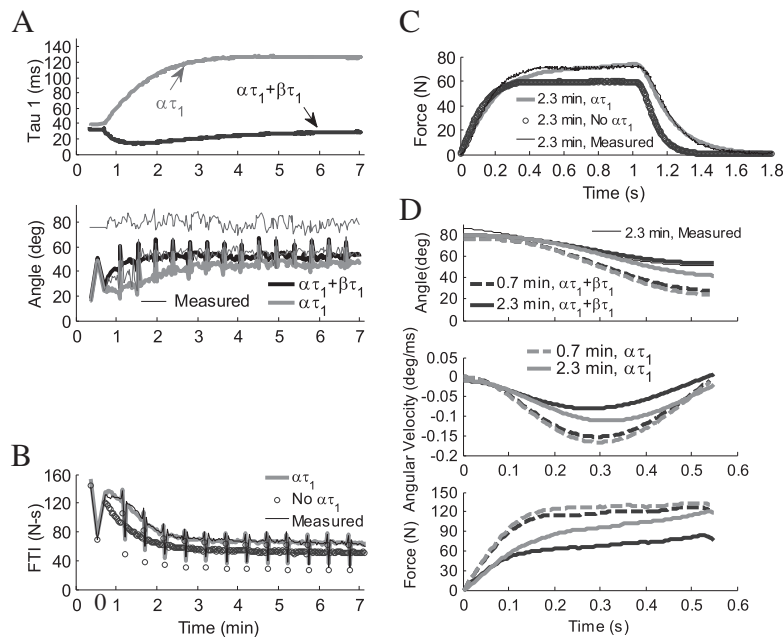 A
Tau 1 (ms)
140
120
100
80
60
40
20
0
ατ1
ατ1+βτ1
0 1 2 3 4 5 6 7
Angle (deg)
80
60
40
20
0
Measured
ατ1+βτ1
ατ1
0 1 2 3 4 5 6 7
B
FTI (N-s)
160
120
80
40
0
ατ1
No ατ1
Measured
0 1 2 3 4 5 6 7
Time (min)
C
Force (N)
80
60
40
20
0
2.3 min, ατ1
2.3 min, No ατ1
2.3 min, Measured
0 0.2 0.4 0.6 0.8 1 1.2 1.4 1.6 1.8
Time (s)
D
Angle(deg)
80
60
40
20
0
2.3 min, Measured
0.7 min, ατ1+βτ1
2.3 min, ατ1+βτ1
0 0.1 0.2 0.3 0.4 0.5 0.6
Angular Velocity (deg/ms)
0.05
0
-0.05
-0.1
-0.15
-0.2
0.7 min, ατ1
2.3 min, ατ1
0 0.1 0.2 0.3 0.4 0.5 0.6
Force (N)
150
120
90
60
30
0
0 0.1 0.2 0.3 0.4 0.5 0.6
Time (s)